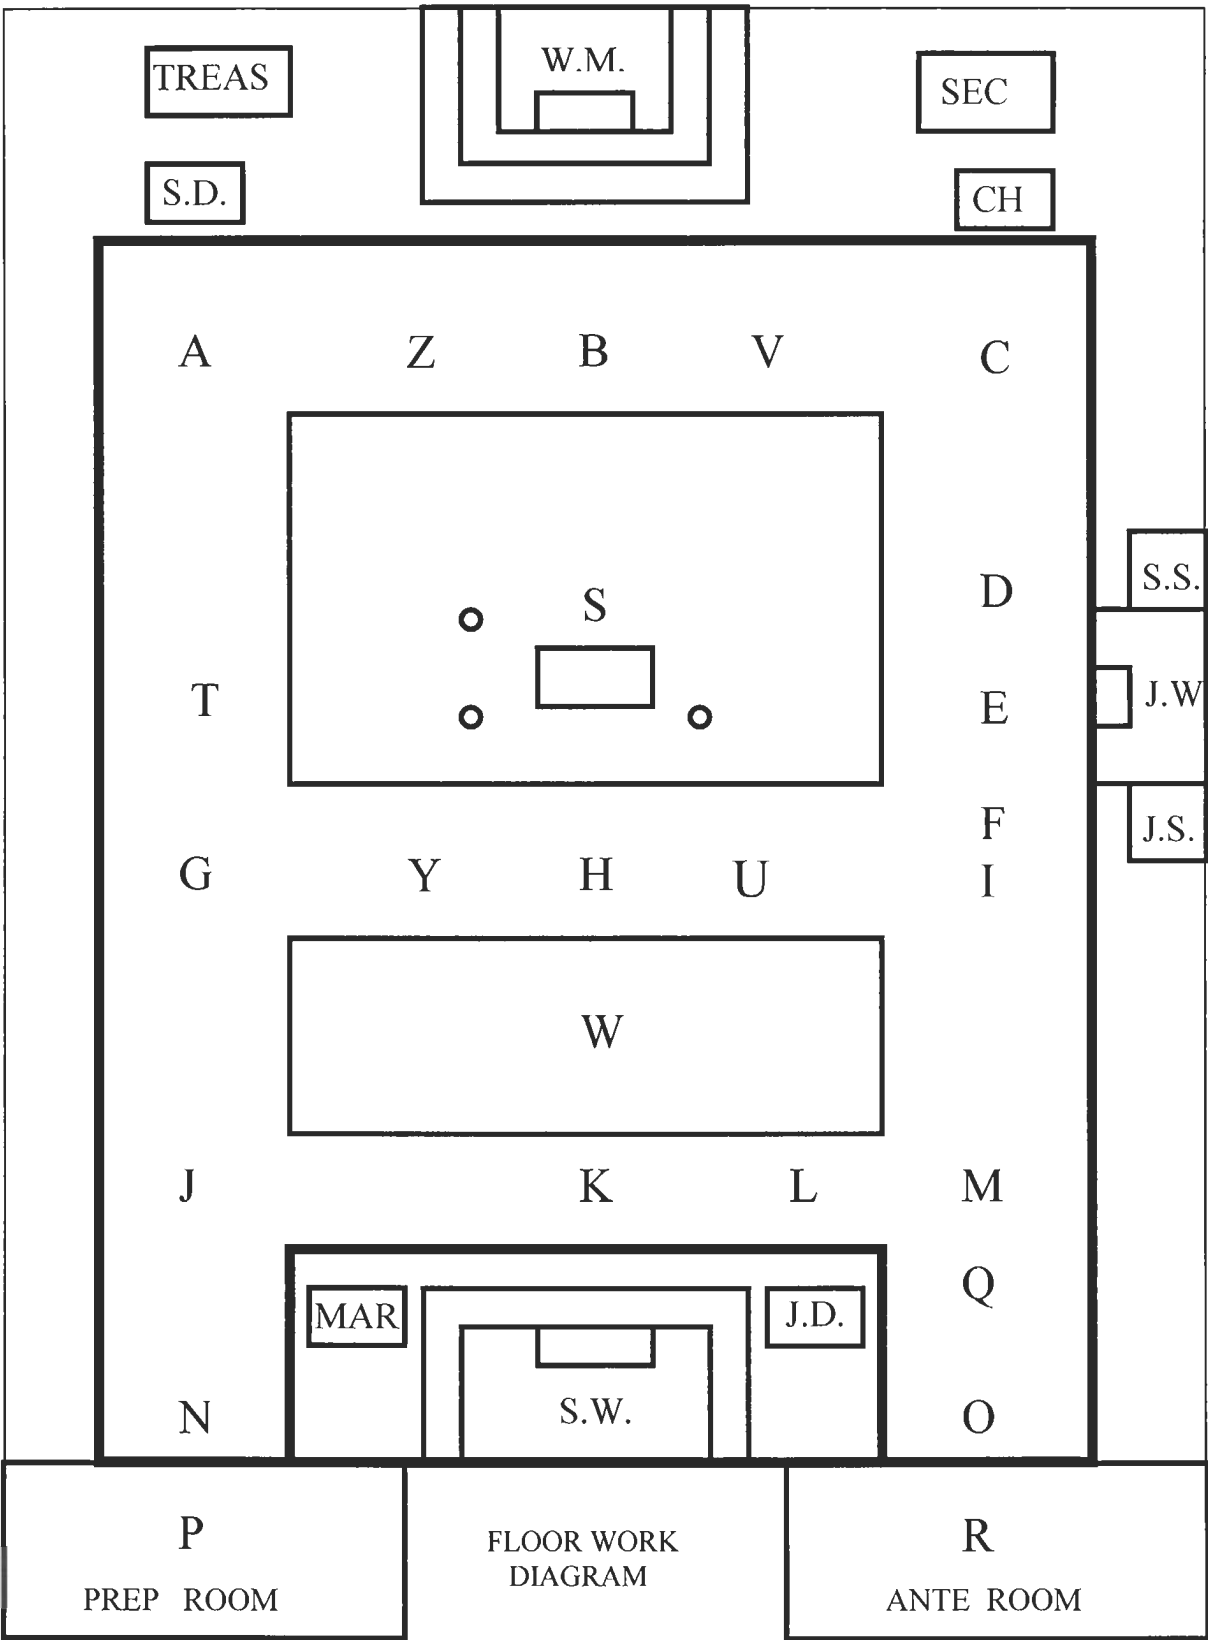 TREAS
W.M.
SEC
S.D.
CH
A Z B V C
S.S.
S
D
T
E
J.W
F
J.S.
G Y H U I
W
J K L M
Q
MAR
J.D.
S.W.
N
O
P
FLOOR WORK
DIAGRAM
R
PREP ROOM
ANTE ROOM